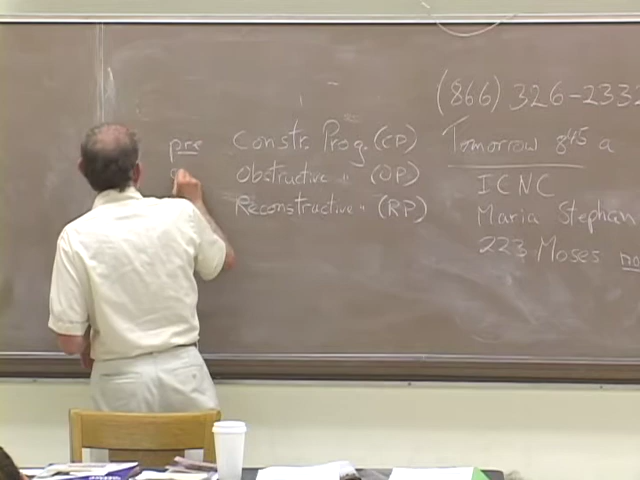 pre Constr. Prog. (CP)
Obstructive " (OP)
Reconstructive " (RP)
(866) 326-2332
Tomorrow 8 45 a
ICNC
Maria Stephan
223 Moses